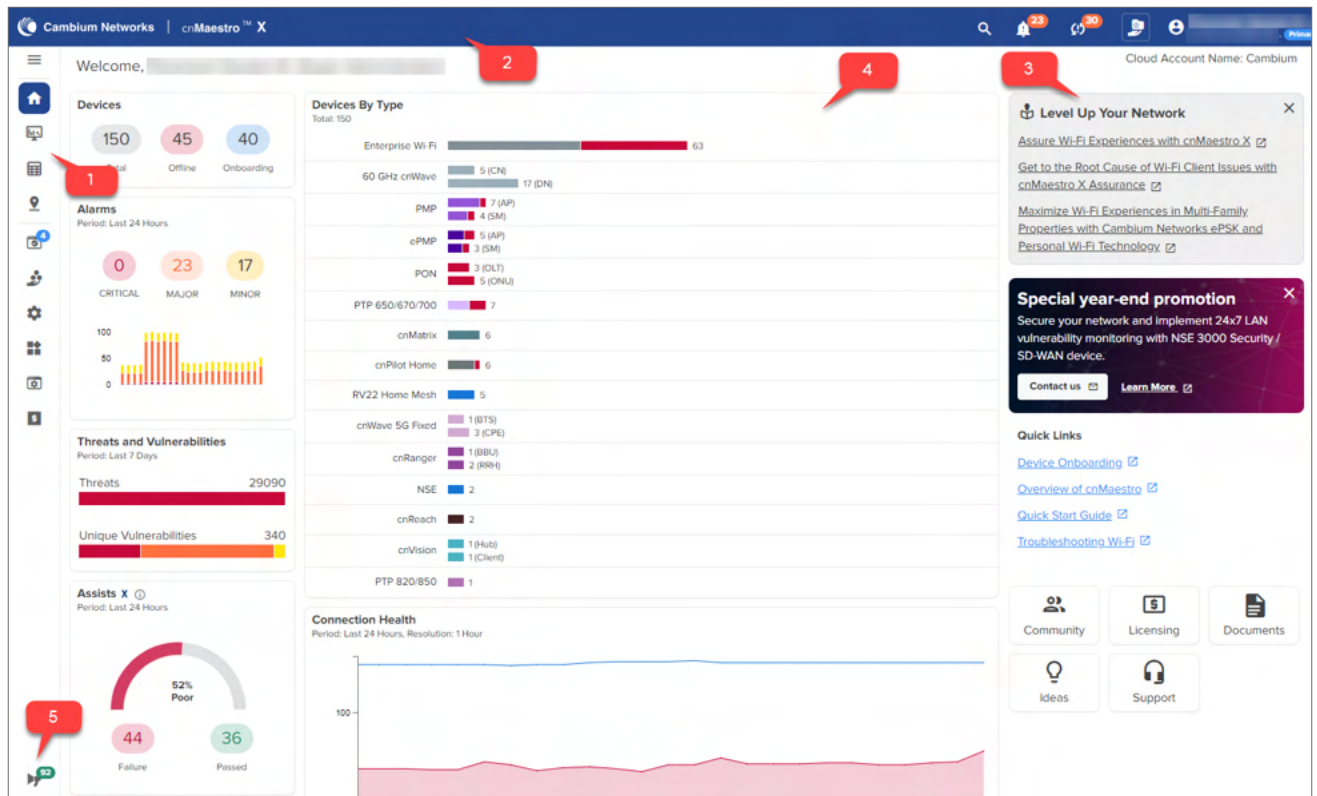 Cambium Networks | cnMaestro™ X
23
30
Prima
2
4
3
1
5
Welcome,
Cloud Account Name: Cambium
4
92
Devices
150
45
40
Offline
Onboarding
Alarms
Period: Last 24 Hours
0
23
17
CRITICAL
MAJOR
MINOR
100
50
0
Threats and Vulnerabilities
Period: Last 7 Days
Threats 29090
Unique Vulnerabilities 340
Assists X
Period: Last 24 Hours
52%
Poor
44
36
Failure
Passed
Devices By Type
Total: 150
Enterprise Wi-Fi 63
60 GHz cnWave 5 (CN)
17 (DN)
PMP 7 (AP)
4 (SM)
ePMP 5 (AP)
3 (SM)
PON 3 (OLT)
5 (ONU)
PTP 650/670/700 7
cnMatrix 6
cnPilot Home 6
RV22 Home Mesh 5
cnWave 5G Fixed 1 (BTS)
3 (CPE)
cnRanger 1 (BBU)
2 (RRH)
NSE 2
cnReach 2
cnVision 1 (Hub)
1 (Client)
PTP 820/850 1
Connection Health
Period: Last 24 Hours, Resolution: 1 Hour
100
Level Up Your Network
Assure Wi-Fi Experiences with cnMaestro X
Get to the Root Cause of Wi-Fi Client Issues with
cnMaestro X Assurance
Maximize Wi-Fi Experiences in Multi-Family
Properties with Cambium Networks ePSK and
Personal Wi-Fi Technology
Special year-end promotion
Secure your network and implement 24x7 LAN
vulnerability monitoring with NSE 3000 Security /
SD-WAN device.
Contact us
Learn More
Quick Links
Device Onboarding
Overview of cnMaestro
Quick Start Guide
Troubleshooting Wi-Fi
Community
Licensing
Documents
Ideas
Support